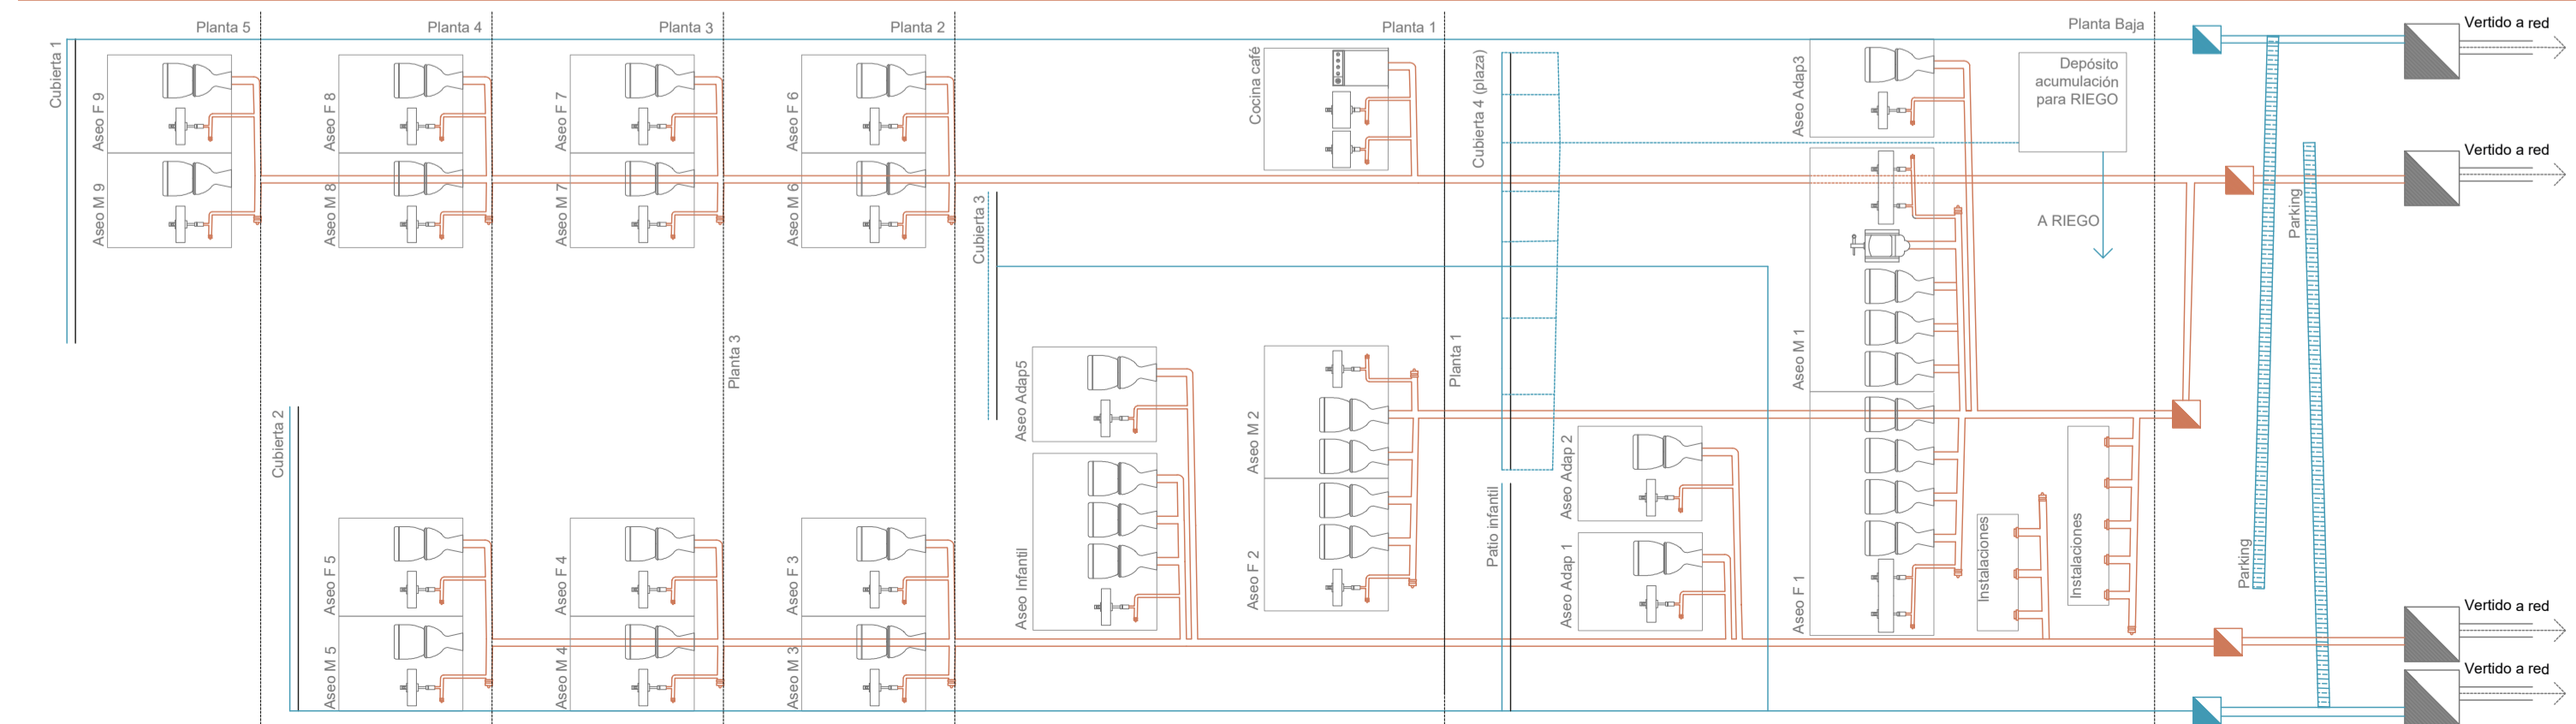 Planta 5
Planta 4
Planta 3
Planta 2
Planta 1
Planta Baja
Vertido a red
Cubierta 1
Aseo F 9
Aseo F 8
Aseo F 7
Aseo F 6
Cocina café
Cubierta 4 (plaza)
Aseo Adap3
Depósito
acumulación
para RIEGO
Vertido a red
Aseo M 9
Aseo M 8
Aseo M 7
Aseo M 6
Cubierta 3
A RIEGO
Parking
Planta 3
Planta 1
Aseo M 1
Cubierta 2
Aseo Adap5
Aseo M 2
Aseo Adap 2
Patio infantil
Instalaciones
Instalaciones
Parking
Aseo F 5
Aseo F 4
Aseo F 3
Aseo Infantil
Aseo F 2
Aseo Adap 1
Aseo F 1
Vertido a red
Aseo M 5
Aseo M 4
Aseo M 3
Vertido a red